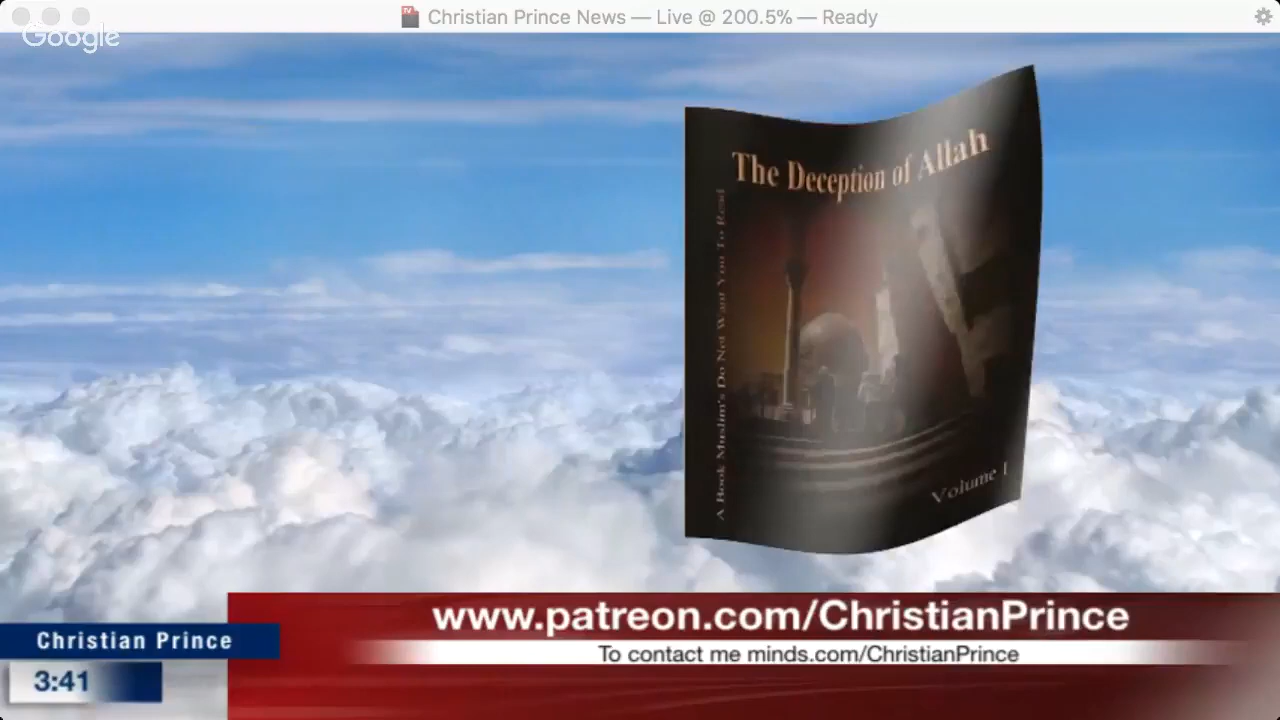 Christian Prince News — Live @ 200.5% — Ready
Google
The Deception of Allah
A Book Muslim's Do Not Want You To Read
Volume I
www.patreon.com/ChristianPrince
To contact me minds.com/ChristianPrince
Christian Prince
3:41